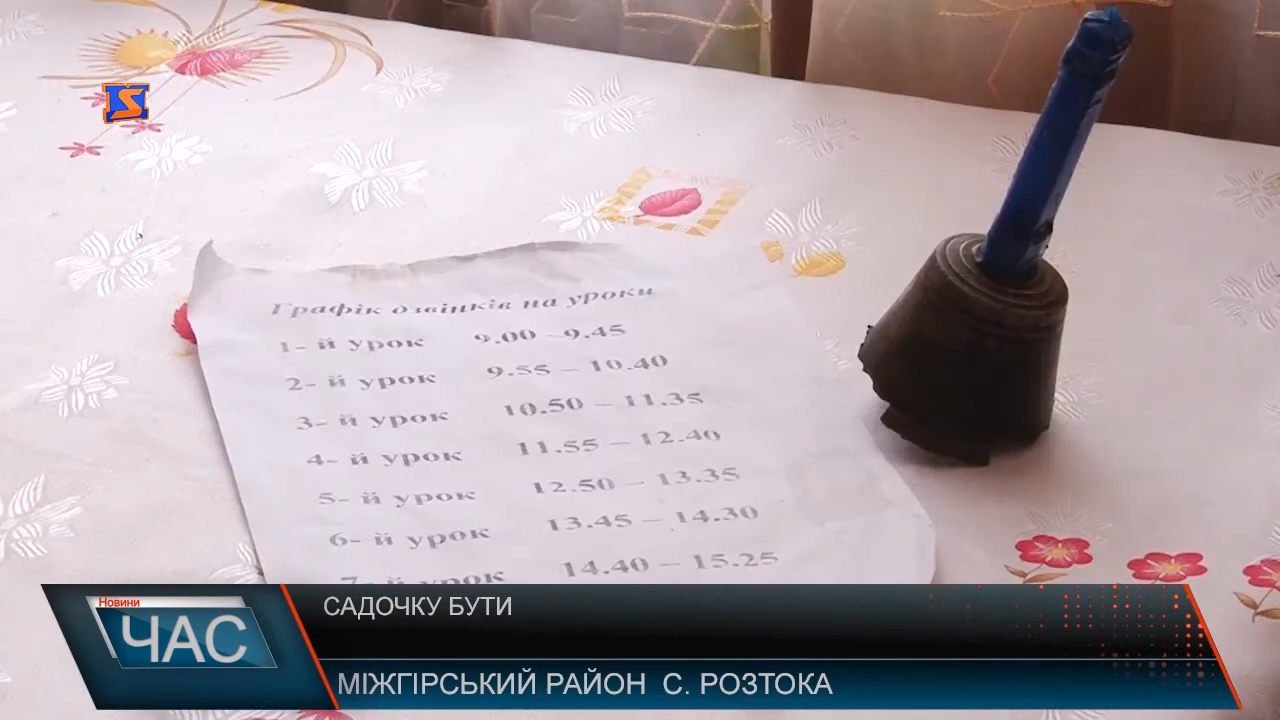 Графік дзвінків на уроки
1- й урок 9.00 –9.45
2- й урок 9.55 – 10.40
3- й урок 10.50 – 11.35
4- й урок 11.55 – 12.40
5- й урок 12.50 – 13.35
6- й урок 13.45 – 14.30
7- й урок 14.40 – 15.25
Новини
ЧАС
САДОЧКУ БУТИ
МІЖГІРСЬКИЙ РАЙОН С. РОЗТОКА